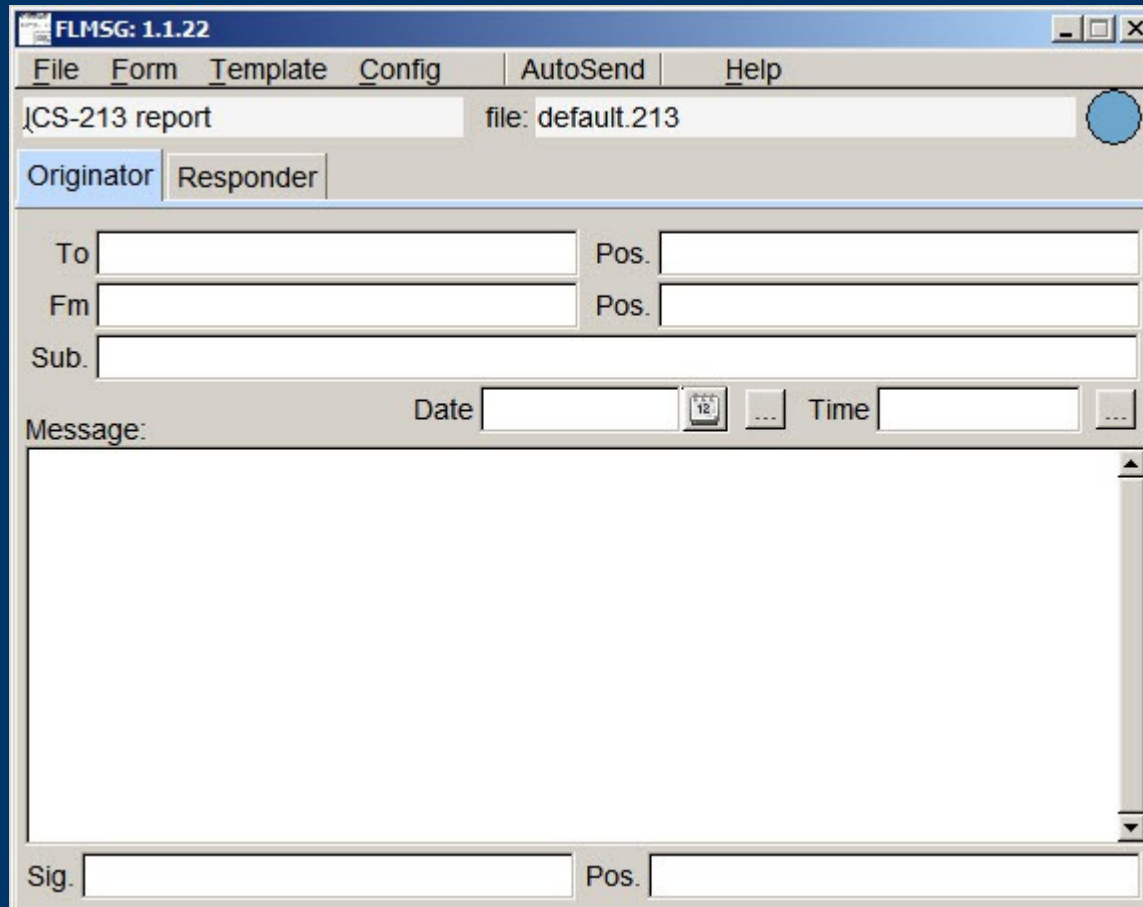 FLMSG: 1.1.22
File Form Template Config AutoSend Help
ICS-213 report file: default.213
Originator Responder
To Pos.
Fm Pos.
Sub.
Date 12 ... Time ...
Message:
Sig. Pos.